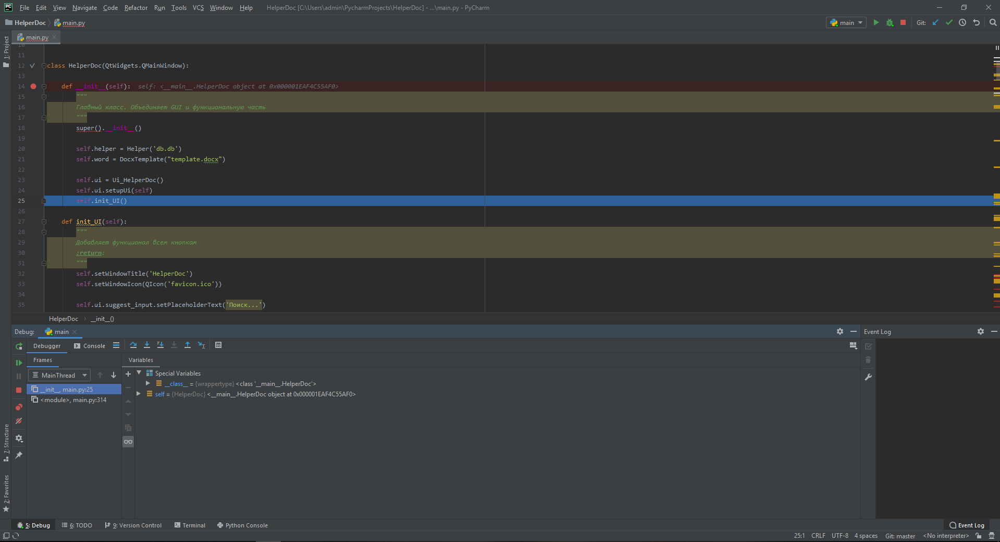 File Edit View Navigate Code Refactor Run Tools VCS Window Help HelperDoc [C:\Users\admin\PycharmProjects\HelperDoc] - ...\main.py - PyCharm
HelperDoc main.py main Git:
main.py
1: Project
10
11
12 class HelperDoc(QtWidgets.QMainWindow):
13
14 def __init__(self): self: <__main__.HelperDoc object at 0x000001EAF4C55AF0>
15 """
16 Главный класс. Объединяет GUI и функциональную часть
17 """
18 super().__init__()
19
20 self.helper = Helper('db.db')
21 self.word = DocxTemplate("template.docx")
22
23 self.ui = Ui_HelperDoc()
24 self.ui.setupUi(self)
25 self.init_UI()
26
27 def init_UI(self):
28 """
29 Добавляет функционал всем кнопкам
30 :return:
31 """
32 self.setWindowTitle('HelperDoc')
33 self.setWindowIcon(QIcon('favicon.ico'))
34
35 self.ui.suggest_input.setPlaceholderText('Поиск...')
HelperDoc __init__()
Debug: main Event Log
Debugger Console
Frames Variables
MainThread
Special Variables
__class__ = {wrappertype} <class '__main__.HelperDoc'>
__init__, main.py:25
self = {HelperDoc} <__main__.HelperDoc object at 0x000001EAF4C55AF0>
<module>, main.py:314
7: Structure
2: Favorites
5: Debug 6: TODO 9: Version Control Terminal Python Console Event Log
25:1 CRLF UTF-8 4 spaces Git: master <No interpreter>